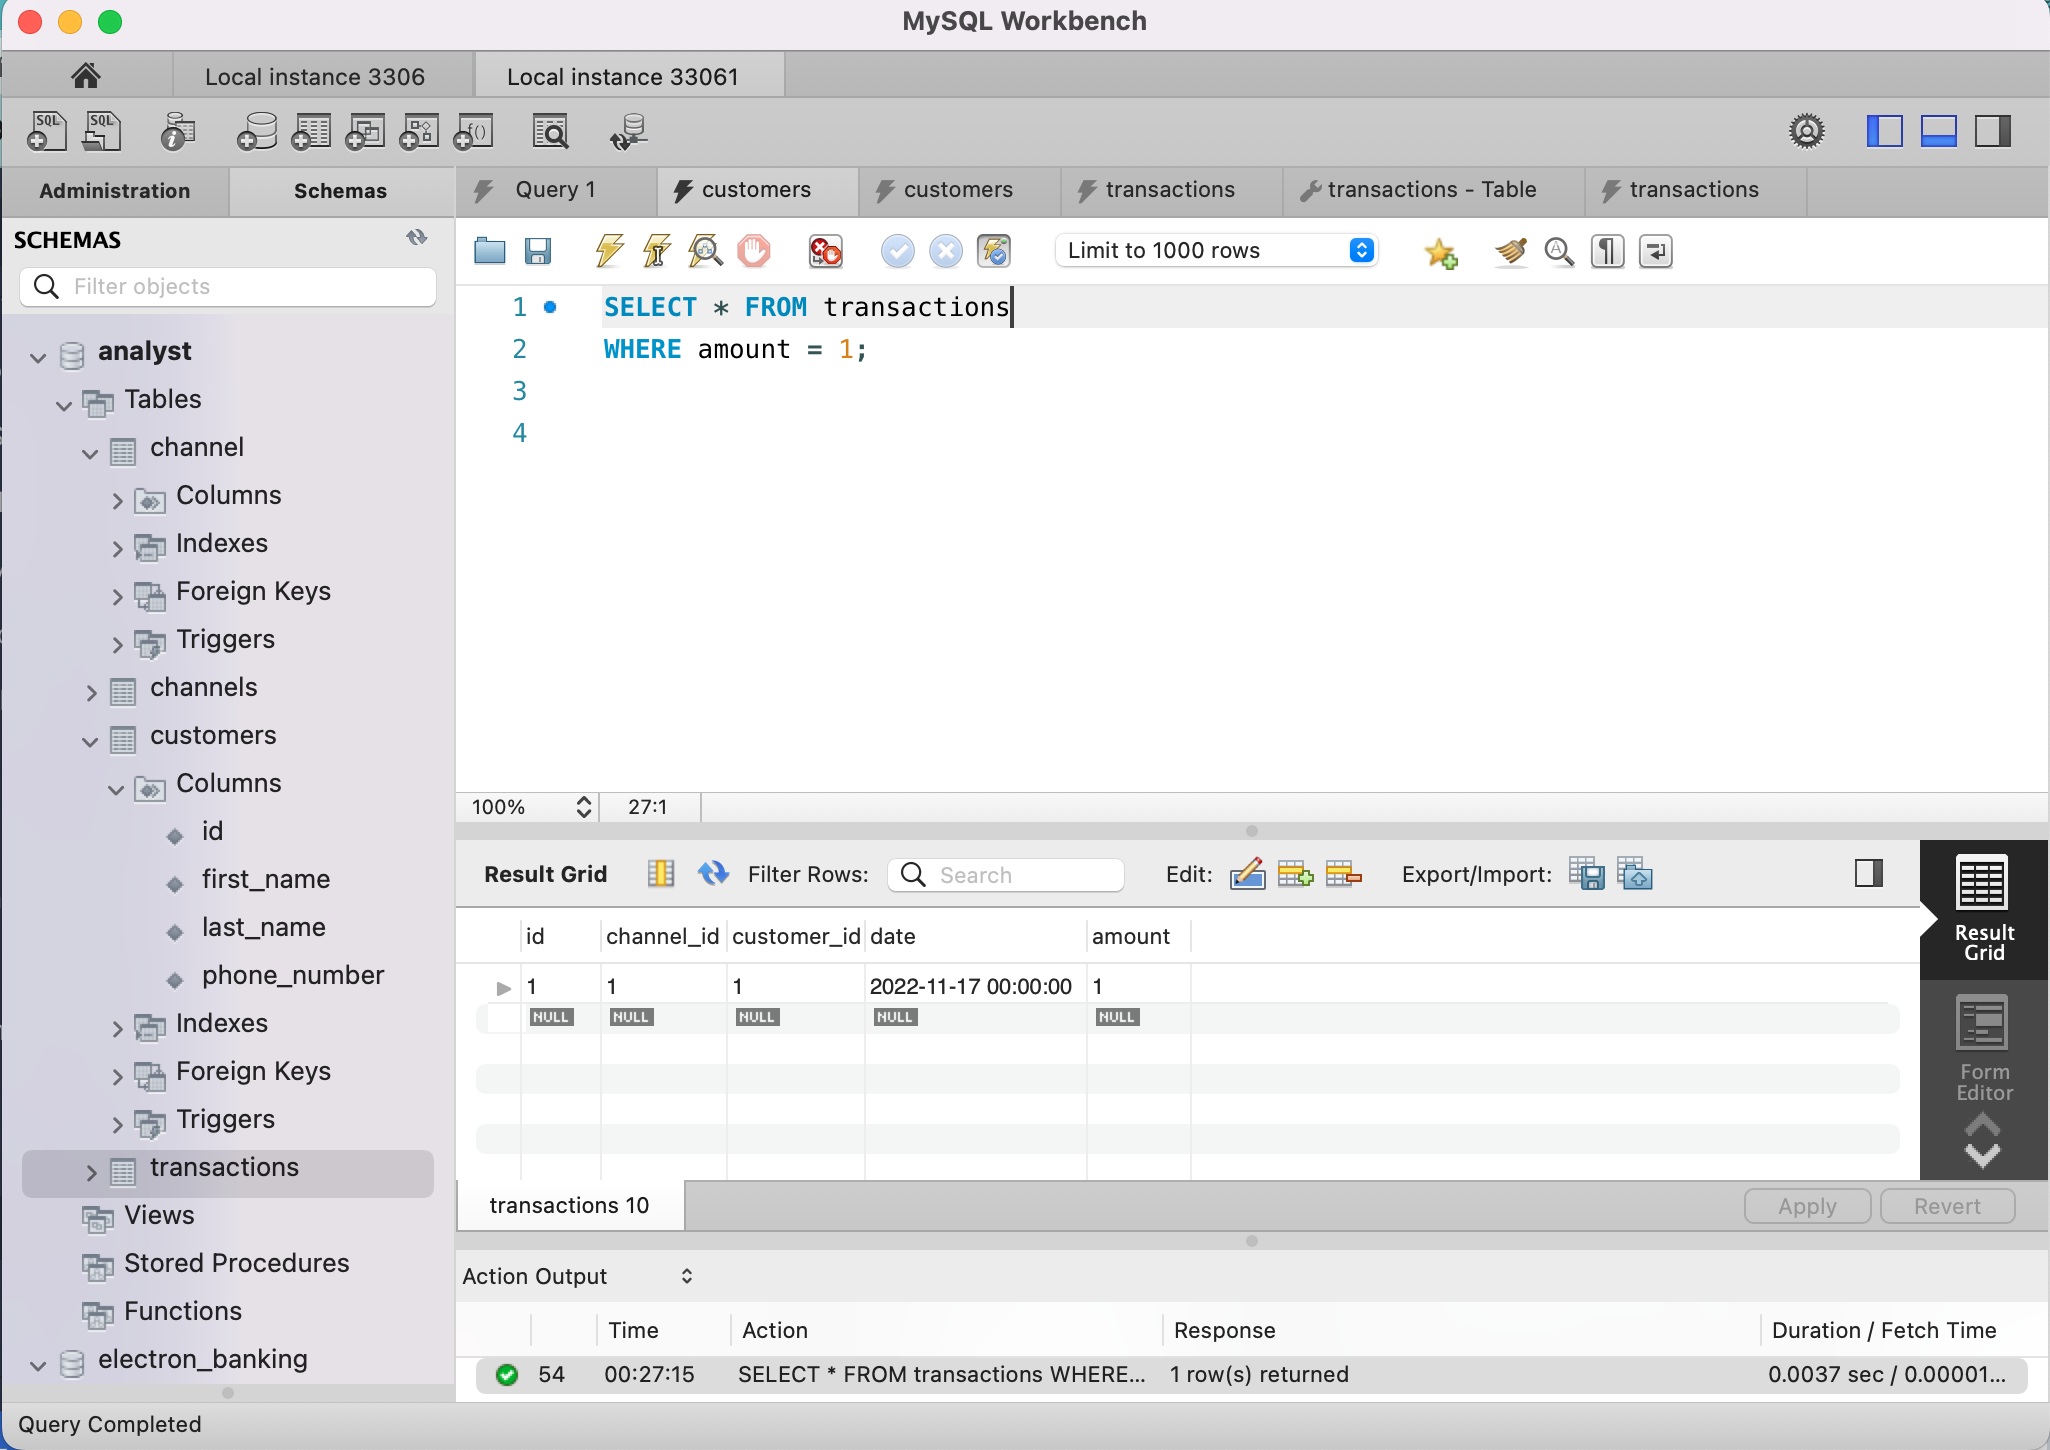 MySQL Workbench
Local instance 3306
Local instance 33061
Administration
Schemas
SCHEMAS
Filter objects
analyst
Tables
channel
Columns
Indexes
Foreign Keys
Triggers
channels
customers
Columns
id
first_name
last_name
phone_number
Indexes
Foreign Keys
Triggers
transactions
Views
Stored Procedures
Functions
electron_banking
Query 1
customers
customers
transactions
transactions - Table
transactions
Limit to 1000 rows
1 SELECT * FROM transactions
2 WHERE amount = 1;
3
4
100% 27:1
Result Grid
Filter Rows:
Search
Edit:
Export/Import:
id channel_id customer_id date amount
1 1 1 2022-11-17 00:00:00 1
NULL NULL NULL NULL NULL
Result
Grid
Form
Editor
transactions 10
Apply
Revert
Action Output
Time Action Response Duration / Fetch Time
54 00:27:15 SELECT * FROM transactions WHERE... 1 row(s) returned 0.0037 sec / 0.00001...
Query Completed